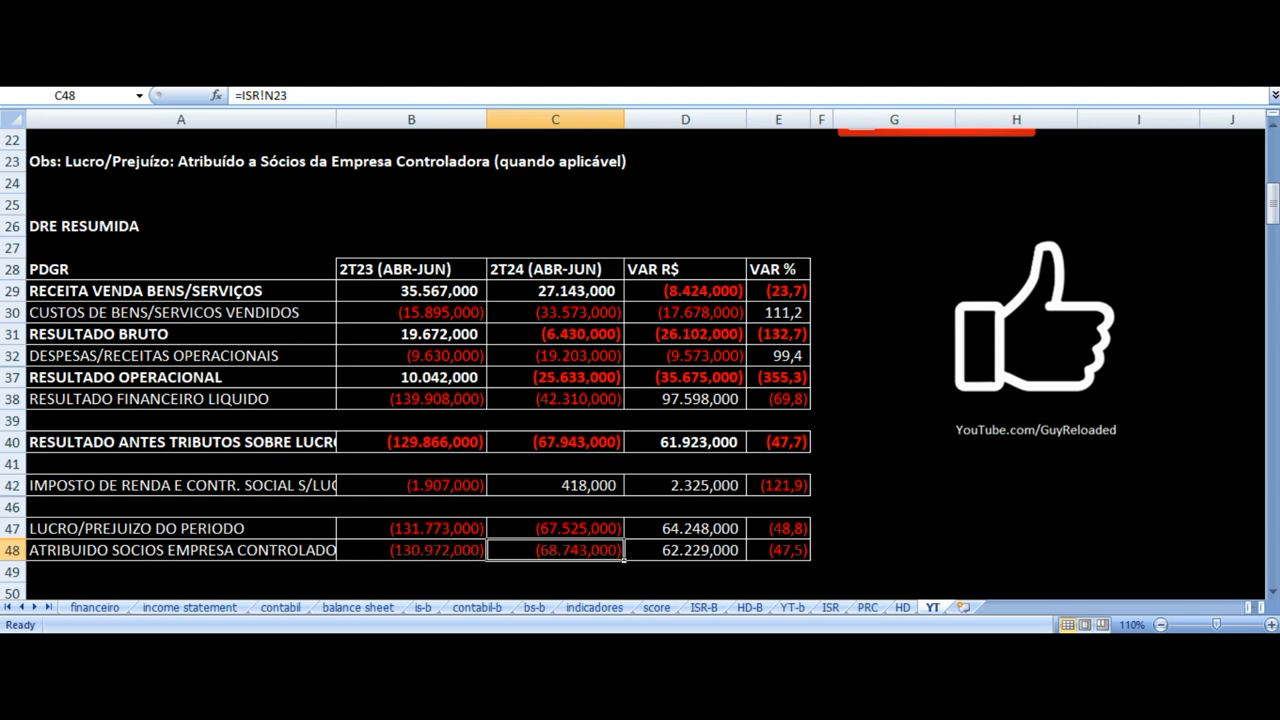 C48 fx =ISR!N23
A B C D E F G H I J
22
23 Obs: Lucro/Prejuízo: Atribuído a Sócios da Empresa Controladora (quando aplicável)
24
25
26 DRE RESUMIDA
27
28 PDGR 2T23 (ABR-JUN) 2T24 (ABR-JUN) VAR R$ VAR %
29 RECEITA VENDA BENS/SERVIÇOS 35.567,000 27.143,000 (8.424,000) (23,7)
30 CUSTOS DE BENS/SERVICOS VENDIDOS (15.895,000) (33.573,000) (17.678,000) 111,2
31 RESULTADO BRUTO 19.672,000 (6.430,000) (26.102,000) (132,7)
32 DESPESAS/RECEITAS OPERACIONAIS (9.630,000) (19.203,000) (9.573,000) 99,4
37 RESULTADO OPERACIONAL 10.042,000 (25.633,000) (35.675,000) (355,3)
38 RESULTADO FINANCEIRO LIQUIDO (139.908,000) (42.310,000) 97.598,000 (69,8)
39
40 RESULTADO ANTES TRIBUTOS SOBRE LUCRO (129.866,000) (67.943,000) 61.923,000 (47,7)
41
42 IMPOSTO DE RENDA E CONTR. SOCIAL S/LUC (1.907,000) 418,000 2.325,000 (121,9)
46
47 LUCRO/PREJUIZO DO PERIODO (131.773,000) (67.525,000) 64.248,000 (48,8)
48 ATRIBUIDO SOCIOS EMPRESA CONTROLADO (130.972,000) (68.743,000) 62.229,000 (47,5)
49
50
YouTube.com/GuyReloaded
financeiro income statement contabil balance sheet is-b contabil-b bs-b indicadores score ISR-B HD-B YT-b ISR PRC HD YT
Ready 110%